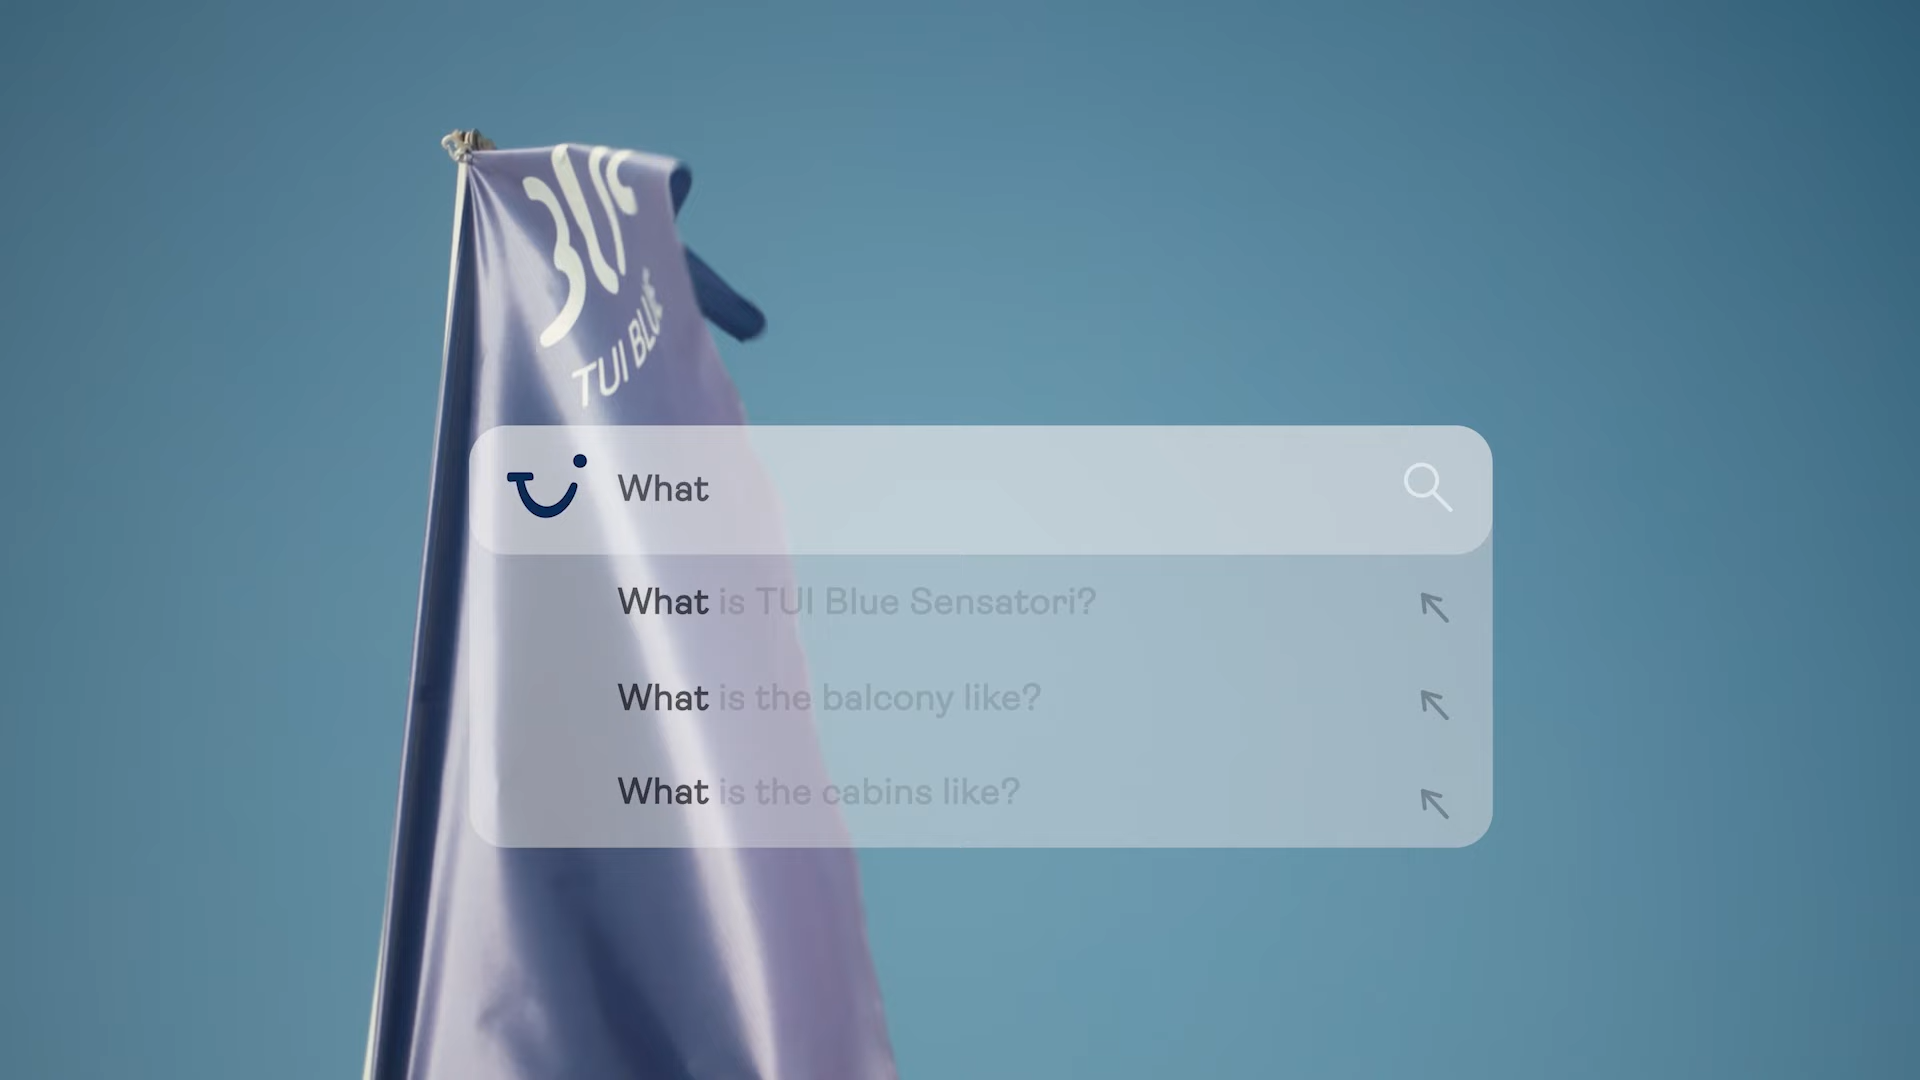 TUI BLUE
What
What is TUI Blue Sensatori?
What is the balcony like?
What is the cabins like?